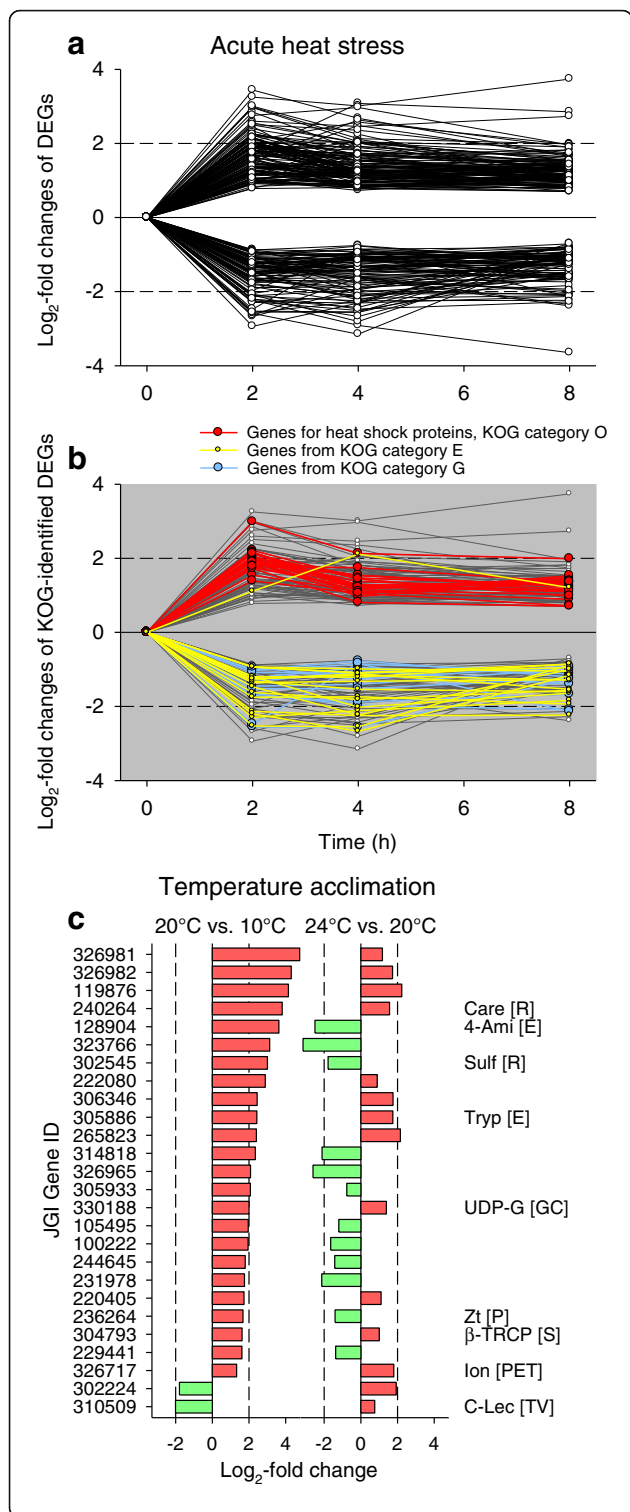 a Acute heat stress
Log2-fold changes of DEGs
4
2
0
-2
-4
0 2 4 6 8
Genes for heat shock proteins, KOG category O
Genes from KOG category E
Genes from KOG category G
b
Log2-fold changes of KOG-identified DEGs
4
2
0
-2
-4
0 2 4 6 8
Time (h)
Temperature acclimation
c 20°C vs. 10°C 24°C vs. 20°C
JGI Gene ID
326981
326982
119876
240264 Care [R]
128904 4-Ami [E]
323766
302545 Sulf [R]
222080
306346
305886 Tryp [E]
265823
314818
326965
305933
330188 UDP-G [GC]
105495
100222
244645
231978
220405
236264 Zt [P]
304793 β-TRCP [S]
229441
326717 Ion [PET]
302224
310509 C-Lec [TV]
-2 0 2 4 -2 0 2 4
Log2-fold change